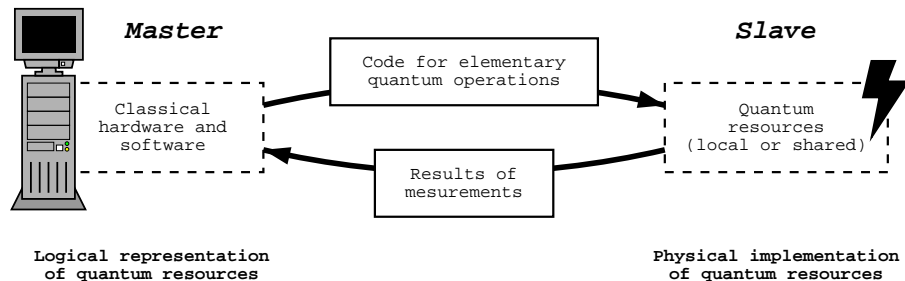 Master
Slave
Code for elementary
quantum operations
Classical
hardware and
software
Quantum
resources
(local or shared)
Results of
mesurements
Logical representation
of quantum resources
Physical implementation
of quantum resources